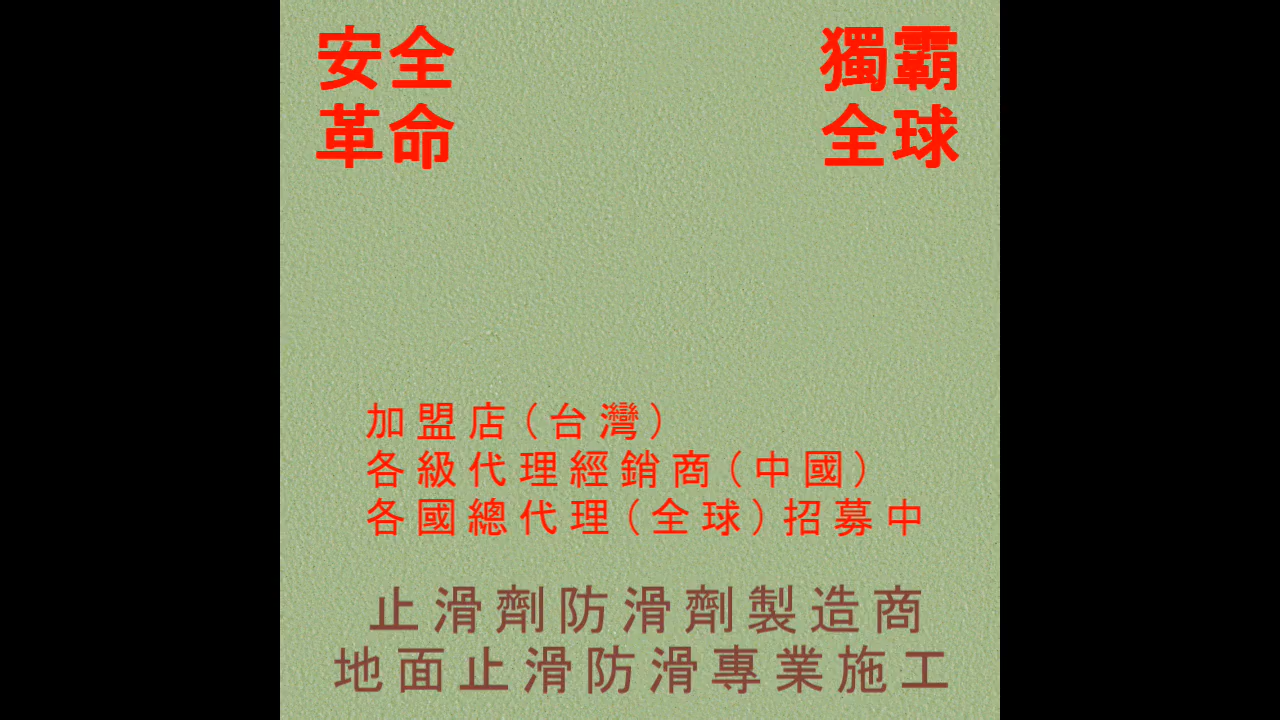 安全
革命
獨霸
全球
加盟店(台灣)
各級代理經銷商(中國)
各國總代理(全球)招募中
止滑劑防滑劑製造商
地面止滑防滑專業施工